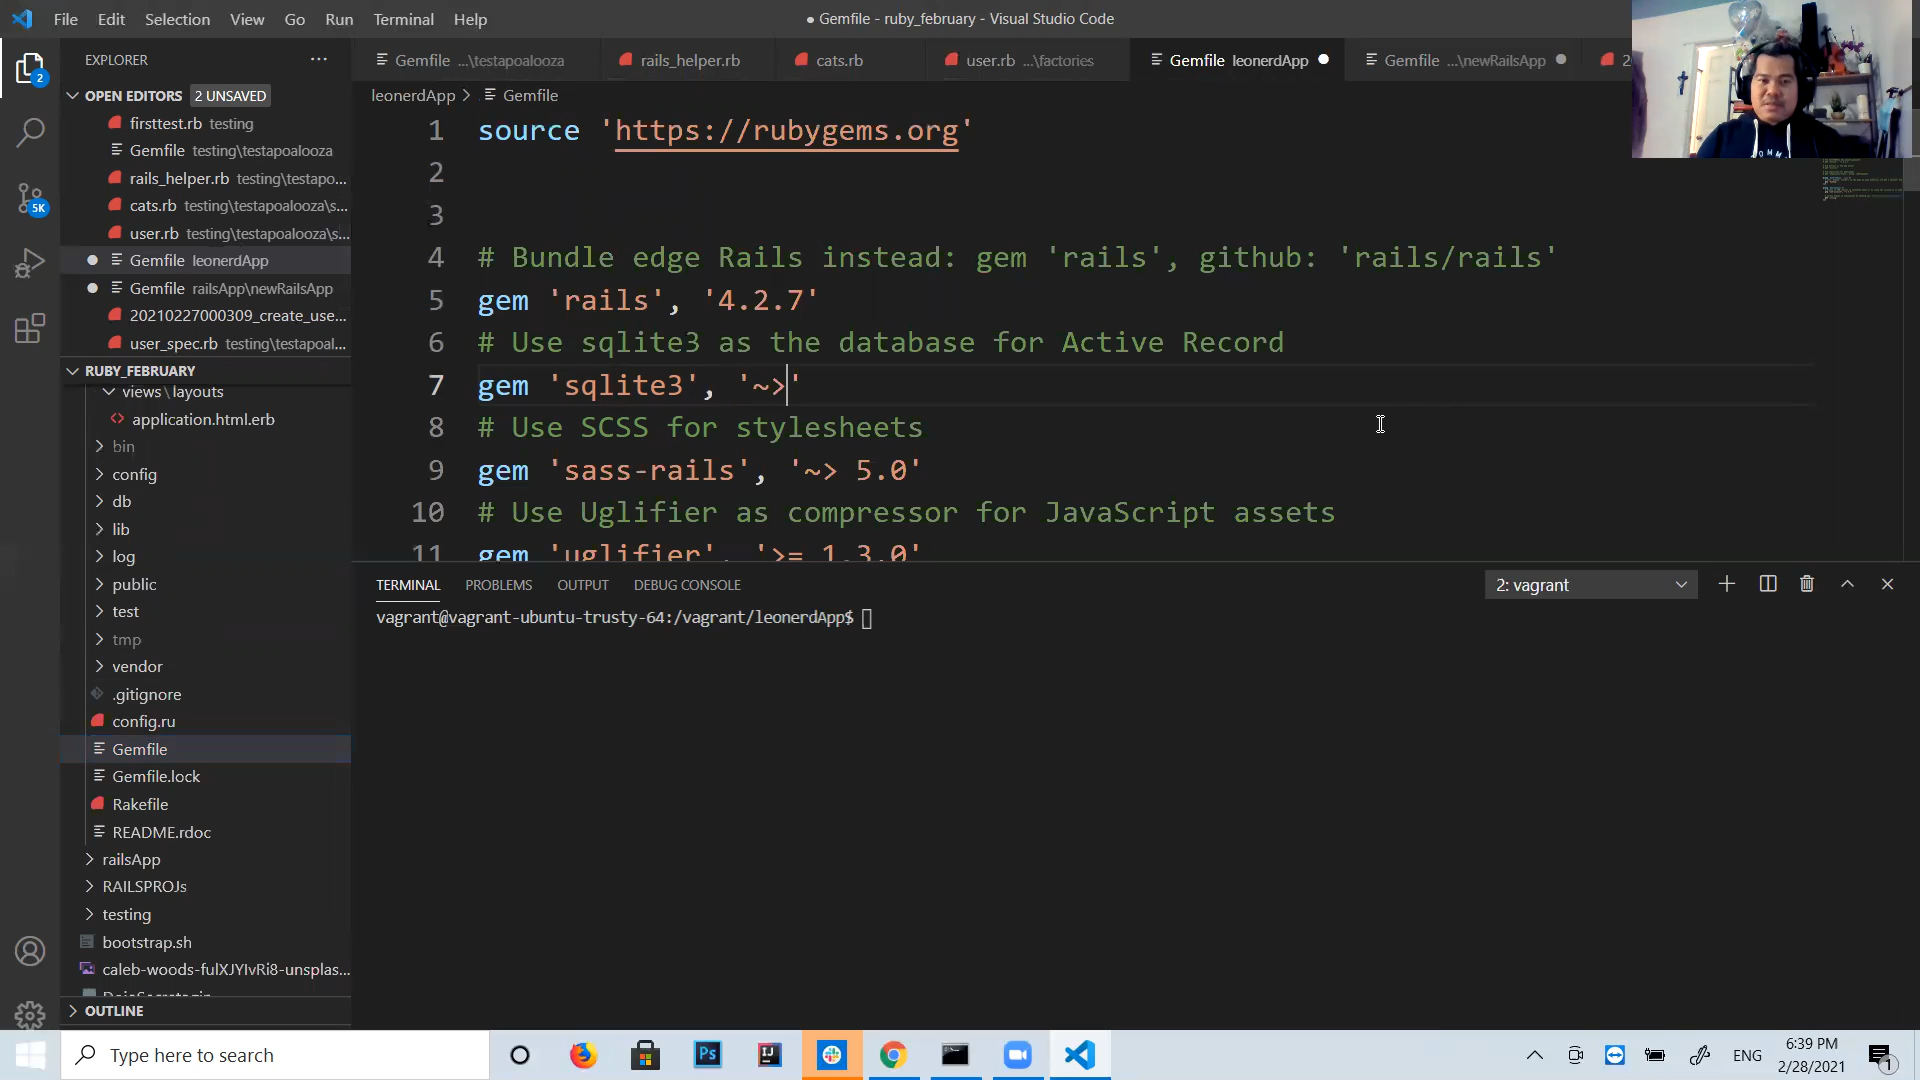 File Edit Selection View Go Run Terminal Help
● Gemfile - ruby_february - Visual Studio Code
EXPLORER ···
Gemfile ...\testapoalooza
rails_helper.rb
cats.rb
user.rb ...\factories
Gemfile leonerdApp
Gemfile ...\newRailsApp
2
OPEN EDITORS 2 UNSAVED
firsttest.rb testing
Gemfile testing\testapoalooza
rails_helper.rb testing\testapo...
cats.rb testing\testapoalooza\s...
user.rb testing\testapoalooza\s...
Gemfile leonerdApp
Gemfile railsApp\newRailsApp
20210227000309_create_use...
user_spec.rb testing\testapoal...
RUBY_FEBRUARY
views \ layouts
application.html.erb
bin
config
db
lib
log
public
test
tmp
vendor
.gitignore
config.ru
Gemfile
Gemfile.lock
Rakefile
README.rdoc
railsApp
RAILSPROJs
testing
bootstrap.sh
caleb-woods-fulXJYIvRi8-unsplas...
OUTLINE
2
5K
leonerdApp > Gemfile
1 source 'https://rubygems.org'
2
3
4 # Bundle edge Rails instead: gem 'rails', github: 'rails/rails'
5 gem 'rails', '4.2.7'
6 # Use sqlite3 as the database for Active Record
7 gem 'sqlite3', '~>'
8 # Use SCSS for stylesheets
9 gem 'sass-rails', '~> 5.0'
10 # Use Uglifier as compressor for JavaScript assets
11 gem 'uglifier', '>= 1.3.0'
TERMINAL PROBLEMS OUTPUT DEBUG CONSOLE
2: vagrant
vagrant@vagrant-ubuntu-trusty-64:/vagrant/leonerdApp$
Type here to search
Ps
IJ
ENG
6:39 PM
2/28/2021
1